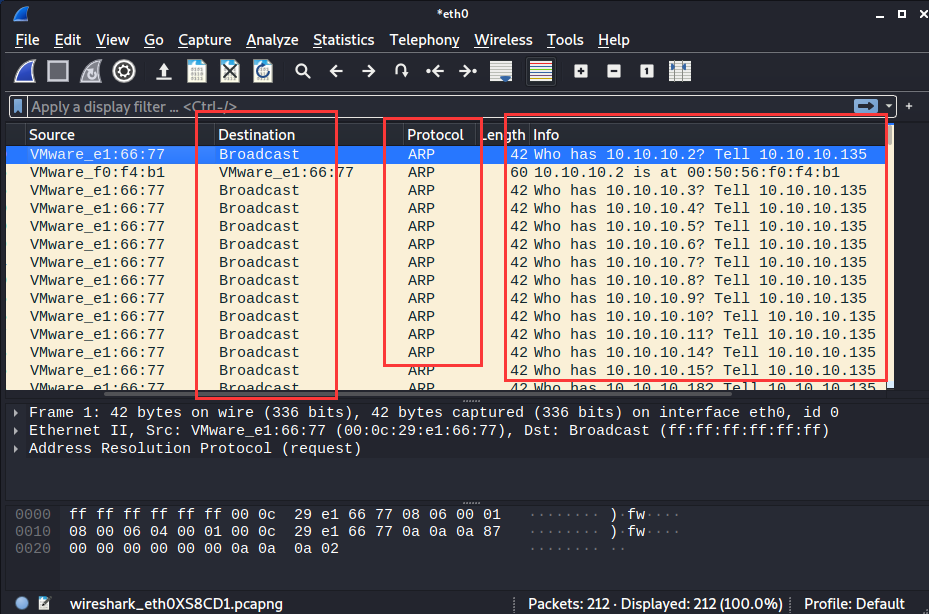 *eth0
File Edit View Go Capture Analyze Statistics Telephony Wireless Tools Help
Apply a display filter … <Ctrl-/>
Source Destination Protocol Length Info
VMware_e1:66:77 Broadcast ARP 42 Who has 10.10.10.2? Tell 10.10.10.135
VMware_f0:f4:b1 VMware_e1:66:77 ARP 60 10.10.10.2 is at 00:50:56:f0:f4:b1
VMware_e1:66:77 Broadcast ARP 42 Who has 10.10.10.3? Tell 10.10.10.135
VMware_e1:66:77 Broadcast ARP 42 Who has 10.10.10.4? Tell 10.10.10.135
VMware_e1:66:77 Broadcast ARP 42 Who has 10.10.10.5? Tell 10.10.10.135
VMware_e1:66:77 Broadcast ARP 42 Who has 10.10.10.6? Tell 10.10.10.135
VMware_e1:66:77 Broadcast ARP 42 Who has 10.10.10.7? Tell 10.10.10.135
VMware_e1:66:77 Broadcast ARP 42 Who has 10.10.10.8? Tell 10.10.10.135
VMware_e1:66:77 Broadcast ARP 42 Who has 10.10.10.9? Tell 10.10.10.135
VMware_e1:66:77 Broadcast ARP 42 Who has 10.10.10.10? Tell 10.10.10.135
VMware_e1:66:77 Broadcast ARP 42 Who has 10.10.10.11? Tell 10.10.10.135
VMware_e1:66:77 Broadcast ARP 42 Who has 10.10.10.14? Tell 10.10.10.135
VMware_e1:66:77 Broadcast ARP 42 Who has 10.10.10.15? Tell 10.10.10.135
VMware_e1:66:77 Broadcast ARP 42 Who has 10.10.10.18? Tell 10.10.10.135
Frame 1: 42 bytes on wire (336 bits), 42 bytes captured (336 bits) on interface eth0, id 0
Ethernet II, Src: VMware_e1:66:77 (00:0c:29:e1:66:77), Dst: Broadcast (ff:ff:ff:ff:ff:ff)
Address Resolution Protocol (request)
0000 ff ff ff ff ff ff 00 0c 29 e1 66 77 08 06 00 01 ········ )·fw····
0010 08 00 06 04 00 01 00 0c 29 e1 66 77 0a 0a 0a 87 ········ )·fw····
0020 00 00 00 00 00 00 0a 0a 0a 02 ········ ··
wireshark_eth0XS8CD1.pcapng Packets: 212 · Displayed: 212 (100.0%) Profile: Default